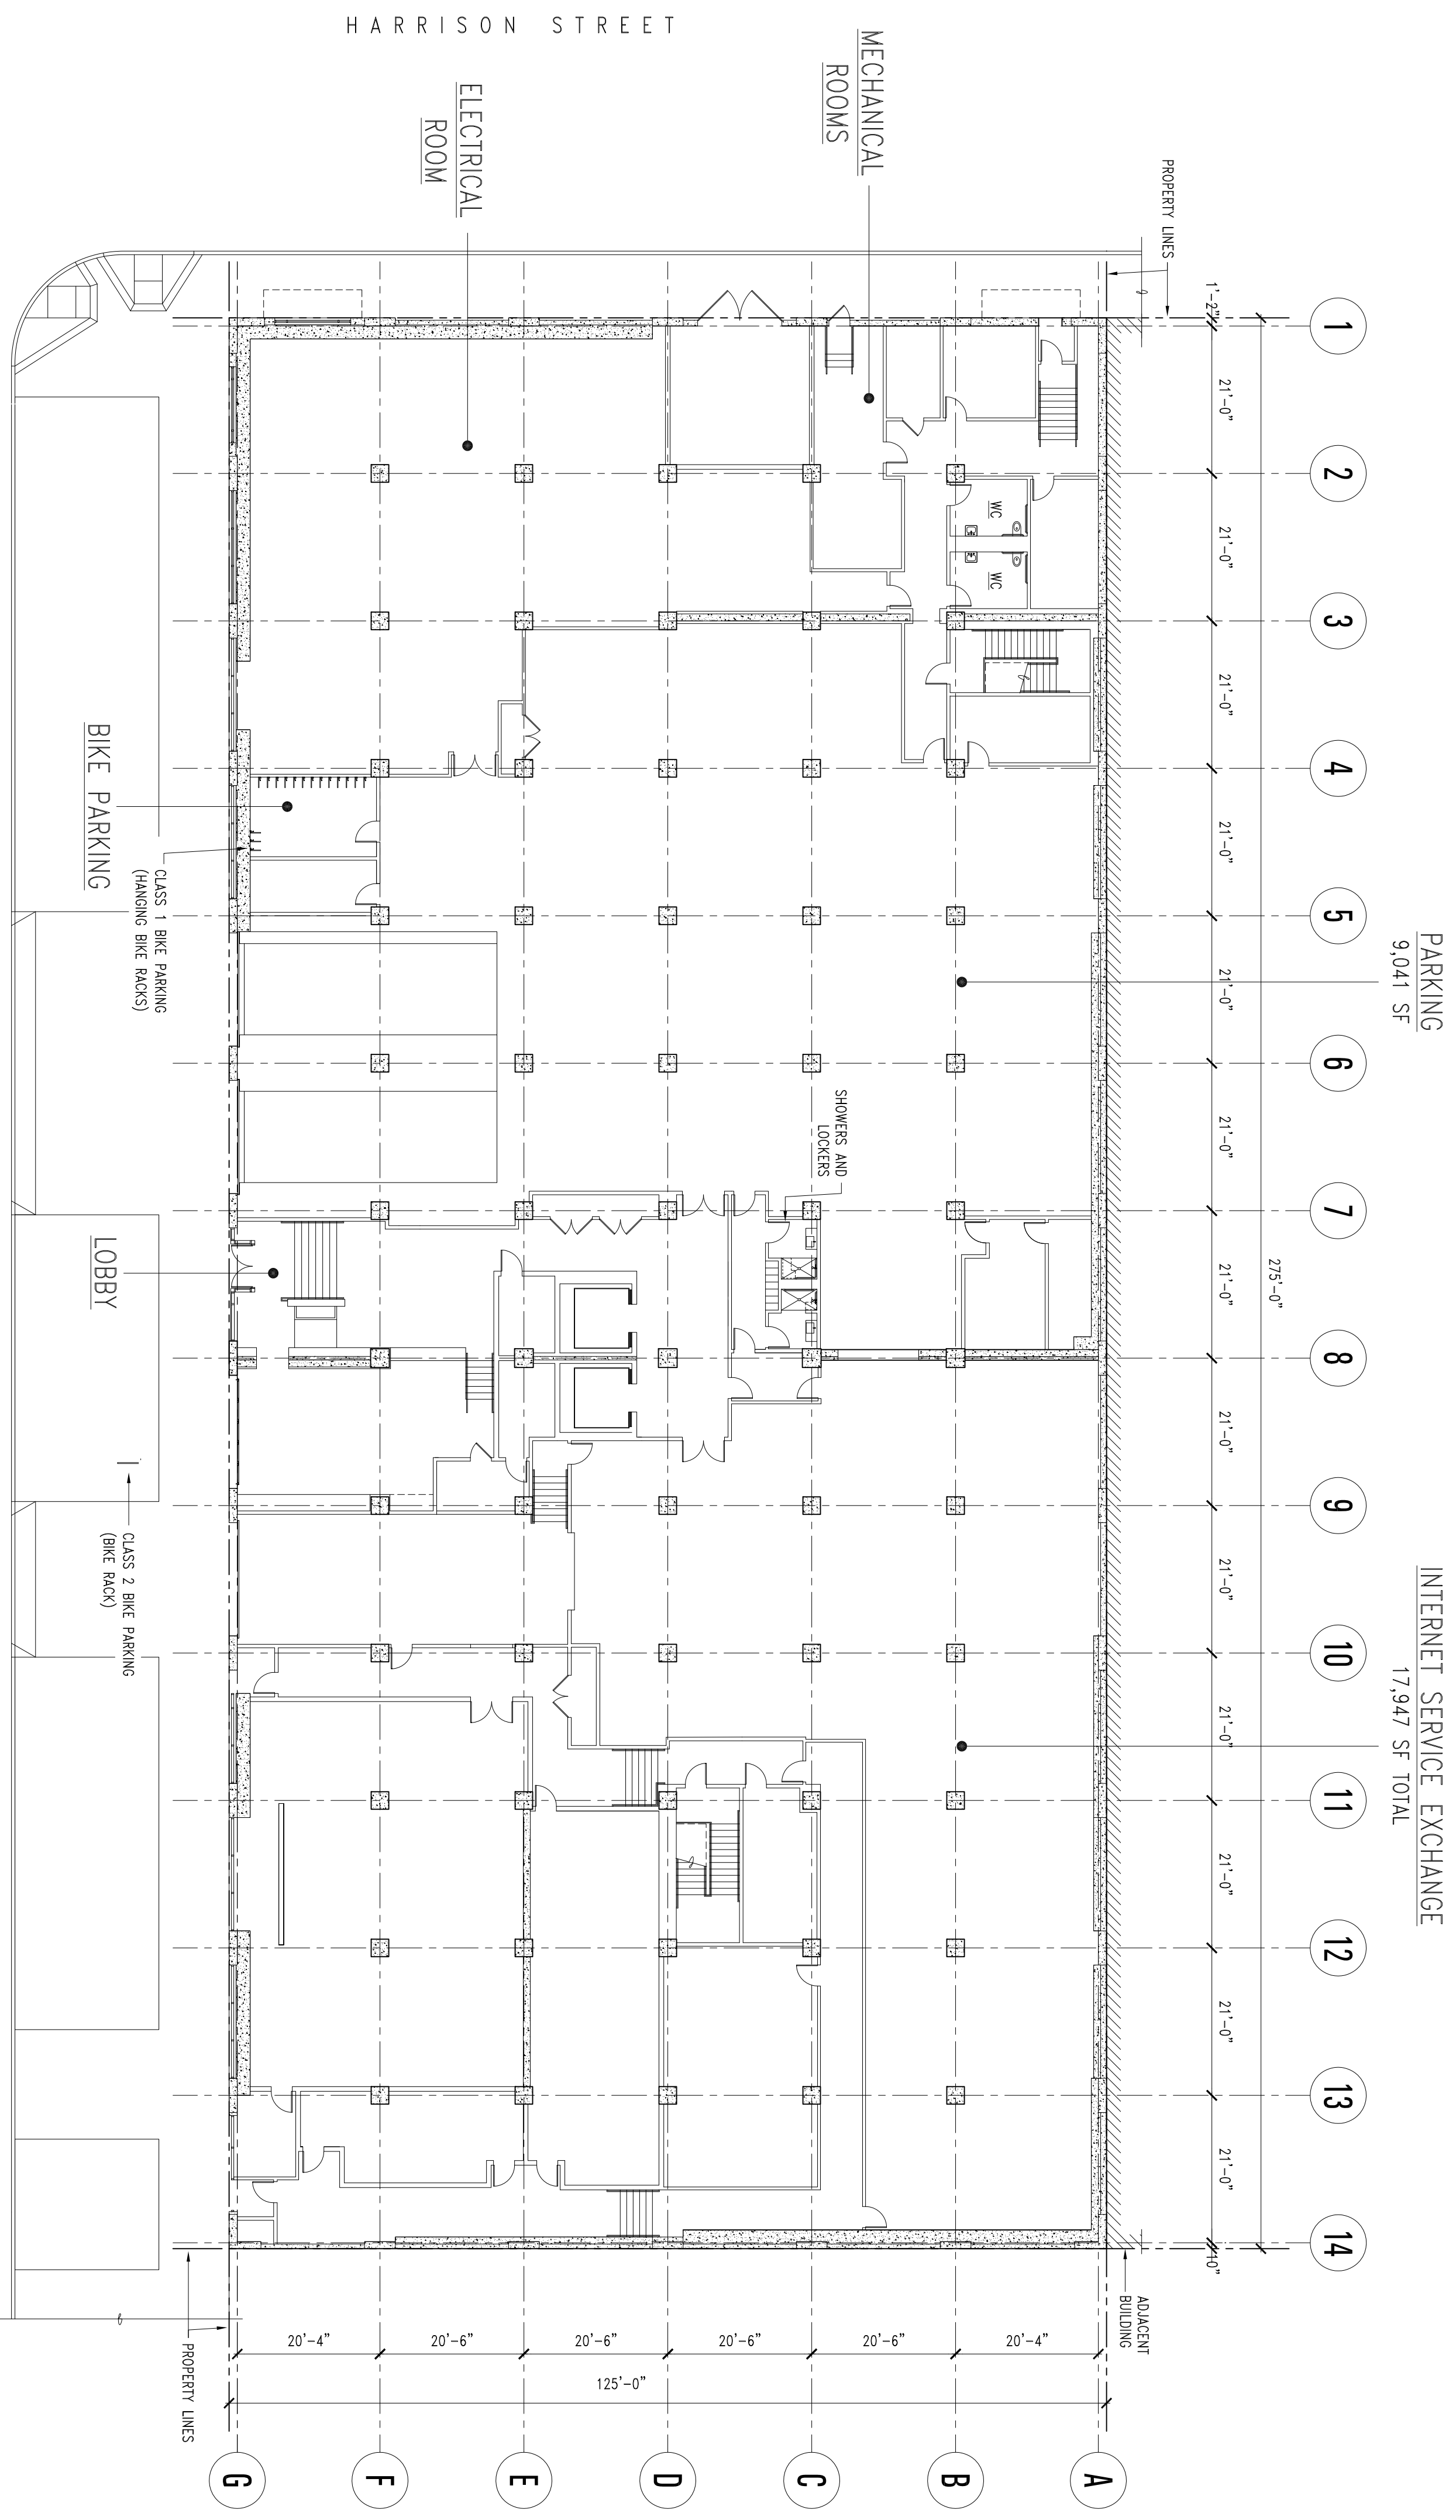 HARRISON STREET
MECHANICAL
ROOMS
ELECTRICAL
ROOM
PROPERTY LINES
PARKING
9,041 SF
INTERNET SERVICE EXCHANGE
17,947 SF TOTAL
1
2
3
4
5
6
7
8
9
10
11
12
13
14
275'-0"
1'-2"
21'-0"
21'-0"
21'-0"
21'-0"
21'-0"
21'-0"
21'-0"
21'-0"
21'-0"
21'-0"
21'-0"
21'-0"
21'-0"
10"
WC
WC
SHOWERS AND
LOCKERS
BIKE PARKING
CLASS 1 BIKE PARKING
(HANGING BIKE RACKS)
LOBBY
CLASS 2 BIKE PARKING
(BIKE RACK)
ADJACENT
BUILDING
PROPERTY LINES
20'-4"
20'-6"
20'-6"
20'-6"
20'-6"
20'-4"
125'-0"
A
B
C
D
E
F
G